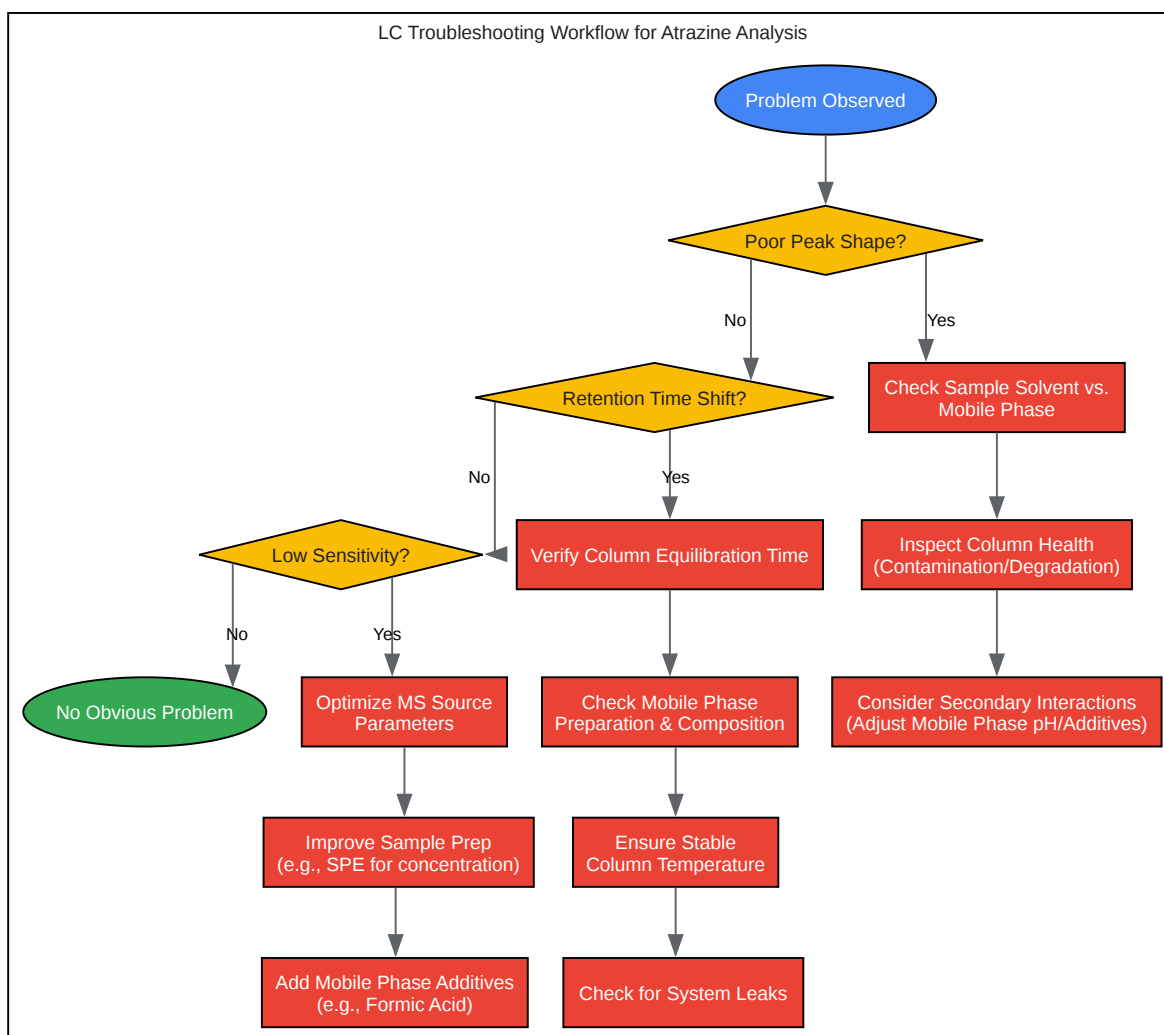 LC Troubleshooting Workflow for Atrazine Analysis
Problem Observed
Poor Peak Shape?
No
Yes
Retention Time Shift?
Check Sample Solvent vs.
Mobile Phase
No
Yes
Low Sensitivity?
Verify Column Equilibration Time
Inspect Column Health
(Contamination/Degradation)
No
Yes
No Obvious Problem
Optimize MS Source
Parameters
Check Mobile Phase
Preparation & Composition
Consider Secondary Interactions
(Adjust Mobile Phase pH/Additives)
Improve Sample Prep
(e.g., SPE for concentration)
Ensure Stable
Column Temperature
Add Mobile Phase Additives
(e.g., Formic Acid)
Check for System Leaks